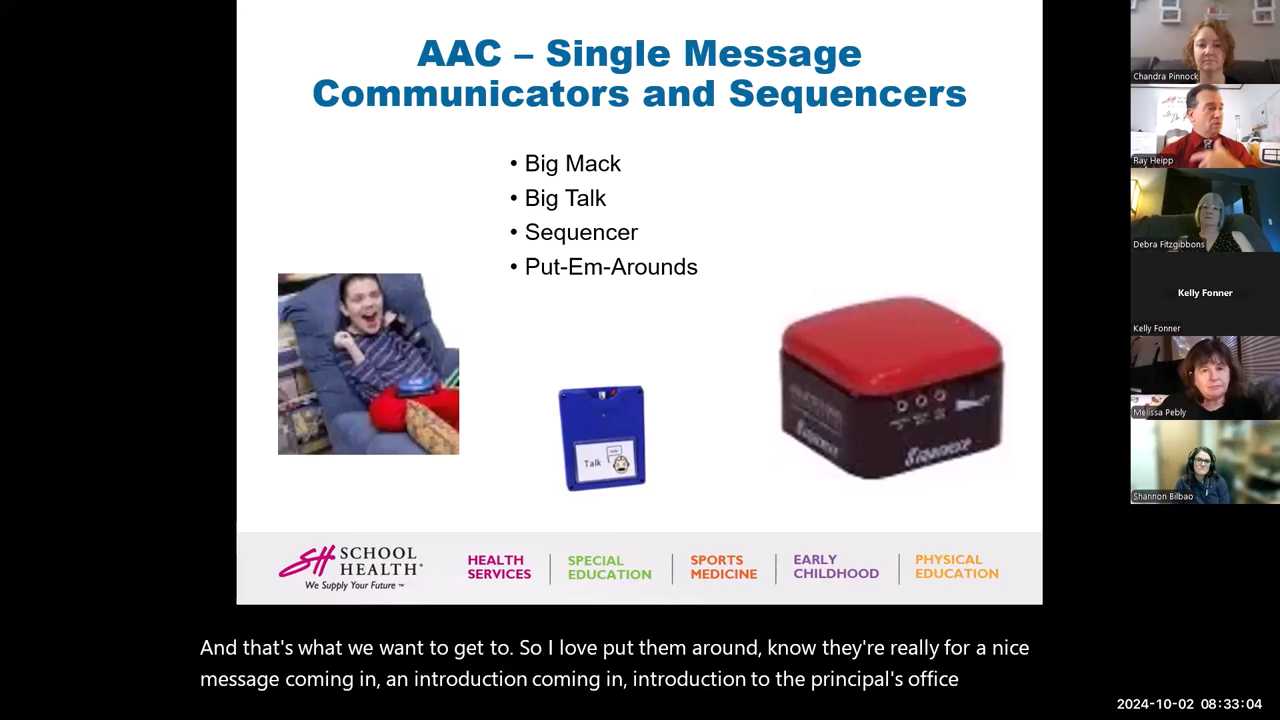 AAC – Single Message
Communicators and Sequencers
• Big Mack
• Big Talk
• Sequencer
• Put-Em-Arounds
Talk
SH SCHOOL HEALTH®
We Supply Your Future ™
HEALTH SERVICES
SPECIAL EDUCATION
SPORTS MEDICINE
EARLY CHILDHOOD
PHYSICAL EDUCATION
Chandra Pinnock
Ray Heipp
Debra Fitzgibbons
Kelly Fonner
Kelly Fonner
Melissa Pebly
Shannon Bilbao
And that's what we want to get to. So I love put them around, know they're really for a nice
message coming in, an introduction coming in, introduction to the principal's office
2024-10-02 08:33:04